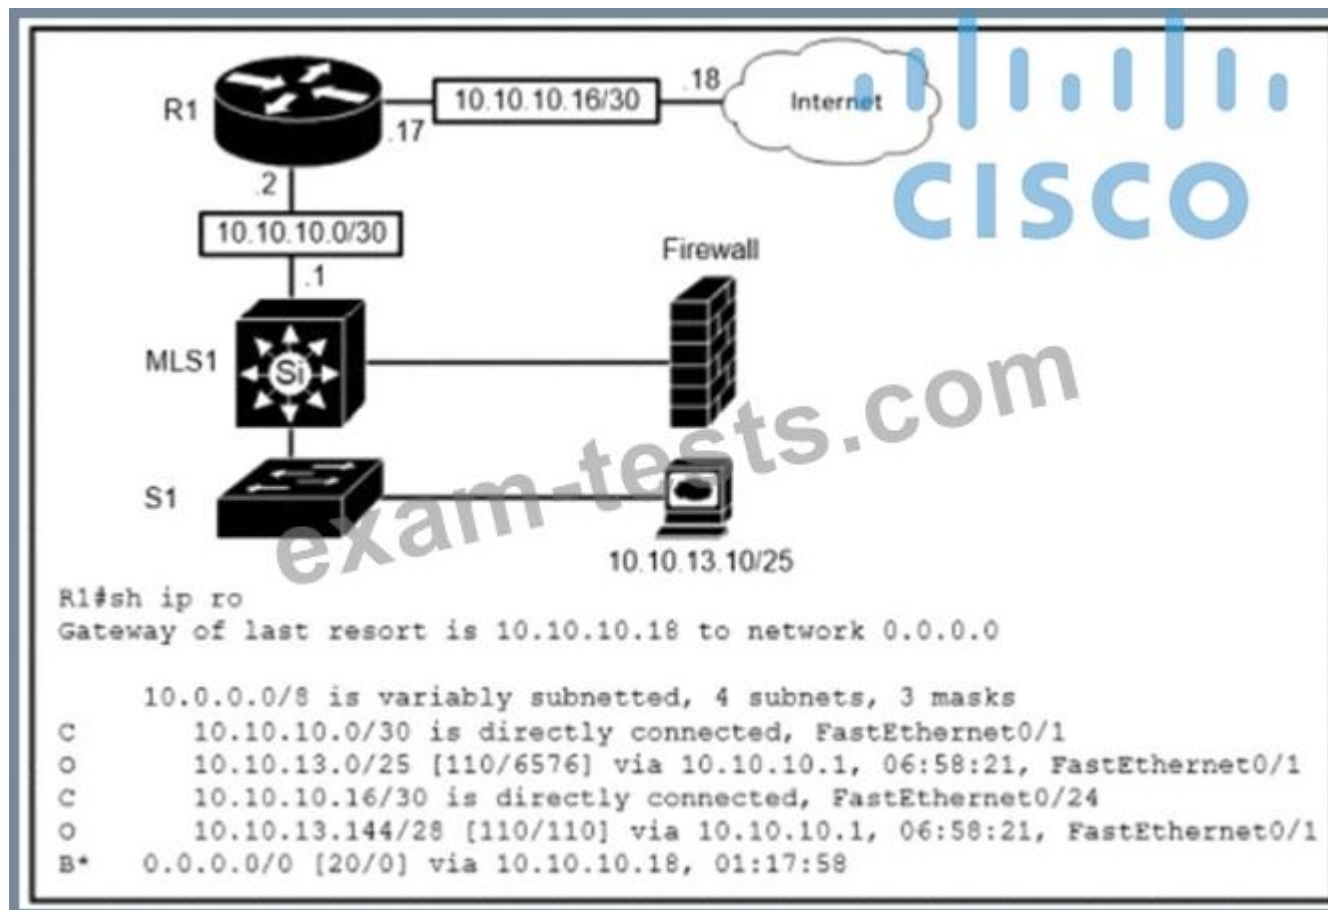 R1
10.10.10.16/30
.18
Internet
.17
.2
10.10.10.0/30
.1
CISCO
Firewall
MLS1
Si
S1
10.10.13.10/25
exam-tests.com
R1#sh ip ro
Gateway of last resort is 10.10.10.18 to network 0.0.0.0
10.0.0.0/8 is variably subnetted, 4 subnets, 3 masks
C 10.10.10.0/30 is directly connected, FastEthernet0/1
O 10.10.13.0/25 [110/6576] via 10.10.10.1, 06:58:21, FastEthernet0/1
C 10.10.10.16/30 is directly connected, FastEthernet0/24
O 10.10.13.144/28 [110/110] via 10.10.10.1, 06:58:21, FastEthernet0/1
B* 0.0.0.0/0 [20/0] via 10.10.10.18, 01:17:58